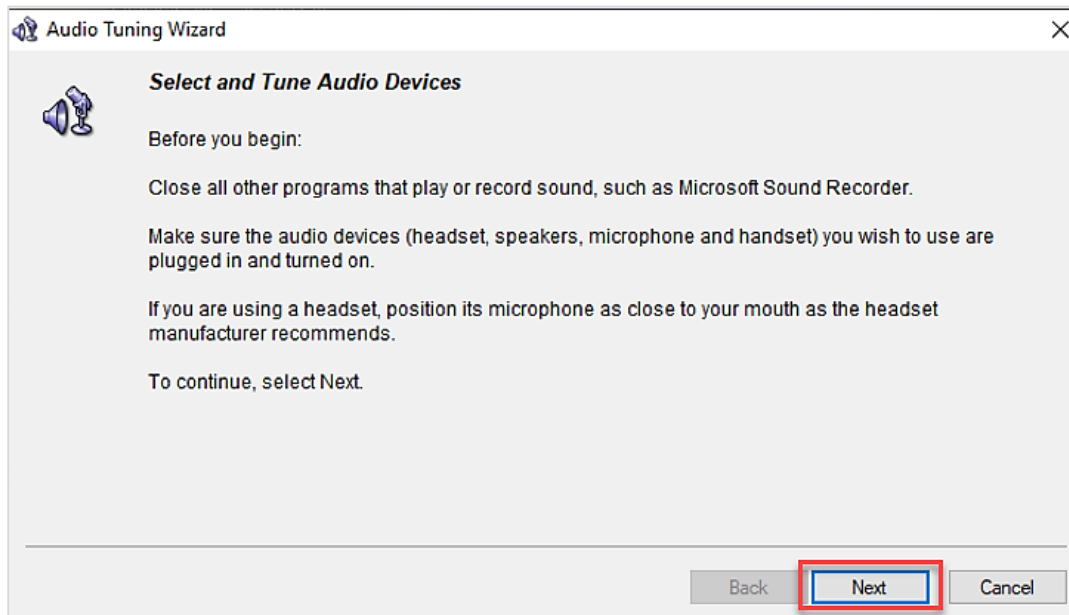 Audio Tuning Wizard
Select and Tune Audio Devices
Before you begin:
Close all other programs that play or record sound, such as Microsoft Sound Recorder.
Make sure the audio devices (headset, speakers, microphone and handset) you wish to use are
plugged in and turned on.
If you are using a headset, position its microphone as close to your mouth as the headset
manufacturer recommends.
To continue, select Next.
Back Next Cancel